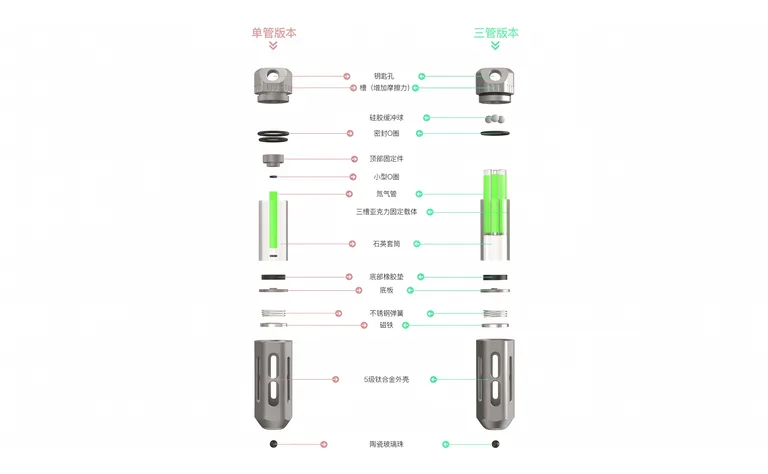 单管版本
三管版本
钥匙孔
槽（增加摩擦力）
硅胶缓冲球
密封O圈
顶部固定件
小型O圈
氚气管
三槽亚克力固定载体
石英套筒
底部橡胶垫
底板
不锈钢弹簧
磁铁
5级钛合金外壳
陶瓷玻璃珠